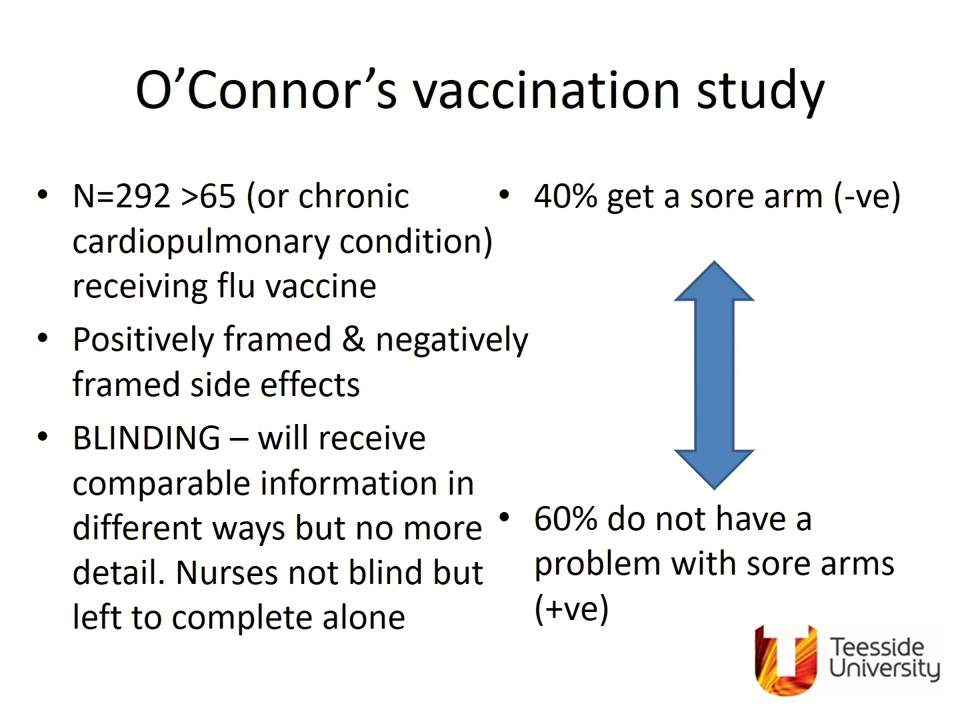 O’Connor’s vaccination study
• N=292 >65 (or chronic
cardiopulmonary condition)
receiving flu vaccine
• Positively framed & negatively
framed side effects
• BLINDING – will receive
comparable information in
different ways but no more
detail. Nurses not blind but
left to complete alone
• 40% get a sore arm (-ve)
• 60% do not have a
problem with sore arms
(+ve)
Teesside
University